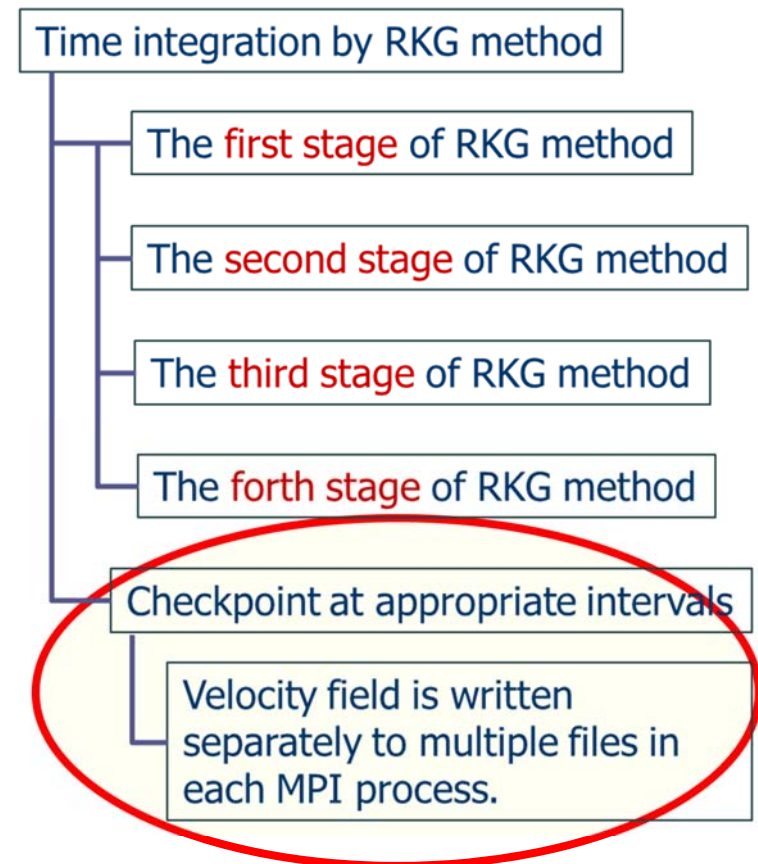 Time integration by RKG method
The first stage of RKG method
The second stage of RKG method
The third stage of RKG method
The forth stage of RKG method
Checkpoint at appropriate intervals
Velocity field is written
separately to multiple files in
each MPI process.